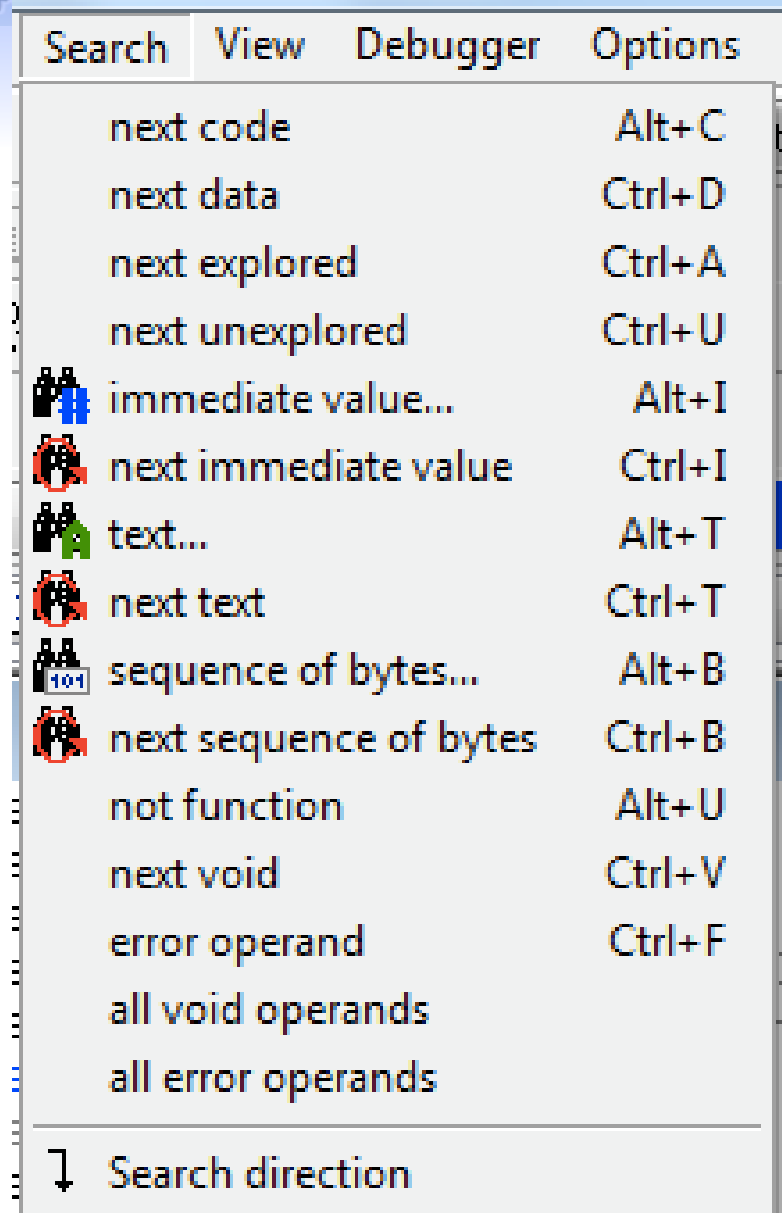 Search View Debugger Options
next code Alt+C
next data Ctrl+D
next explored Ctrl+A
next unexplored Ctrl+U
immediate value... Alt+I
next immediate value Ctrl+I
text... Alt+T
next text Ctrl+T
101 sequence of bytes... Alt+B
next sequence of bytes Ctrl+B
not function Alt+U
next void Ctrl+V
error operand Ctrl+F
all void operands
all error operands
Search direction